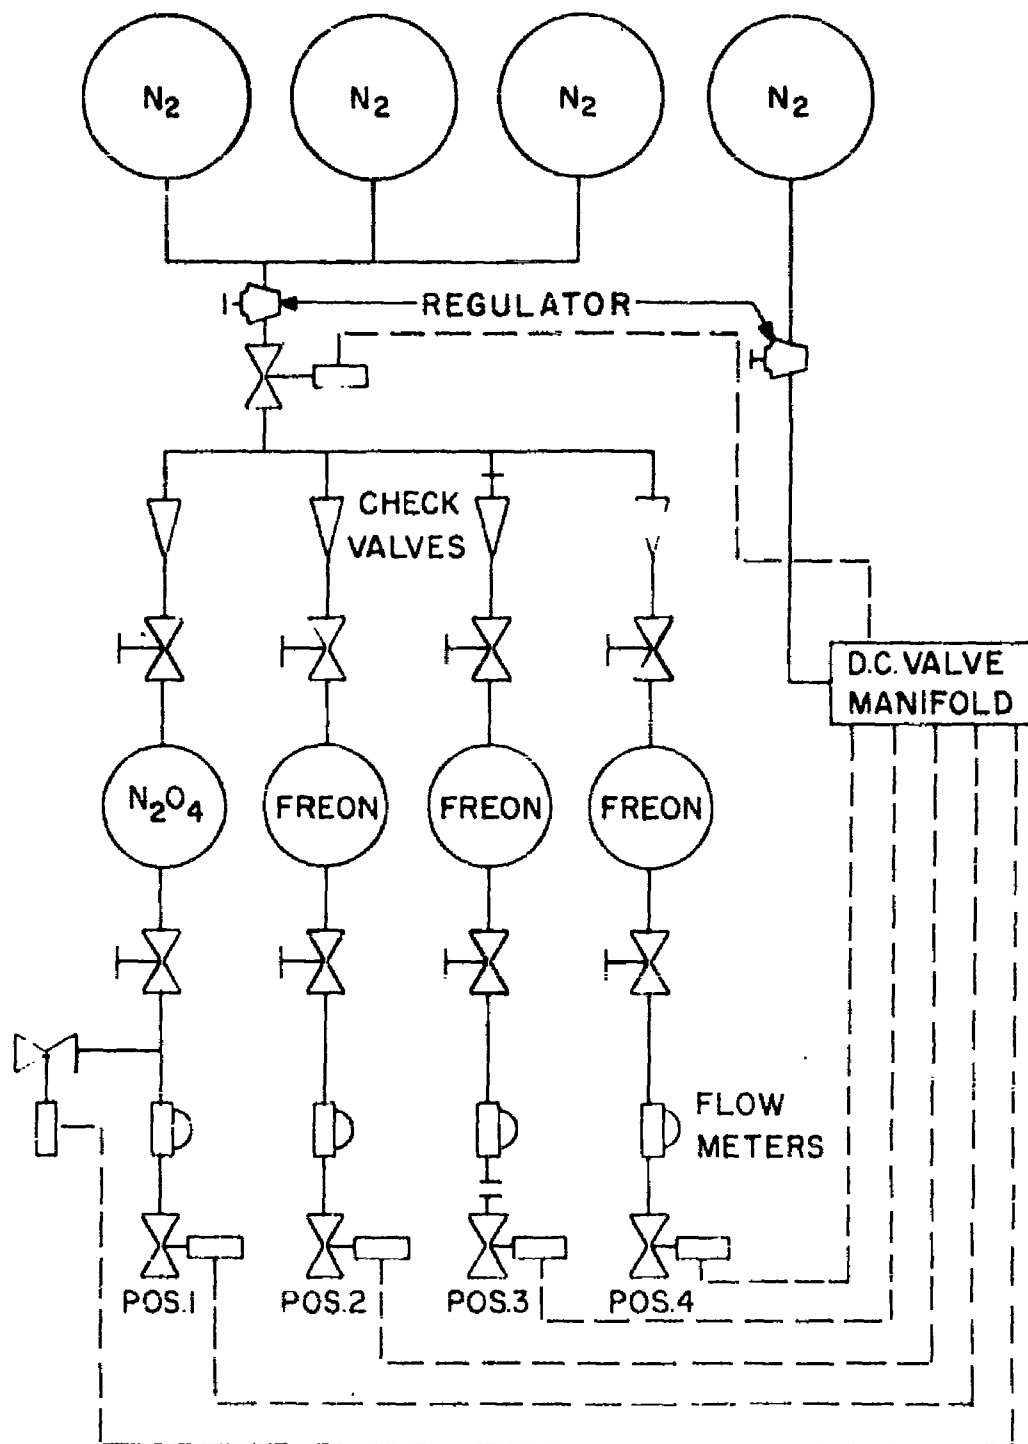 N2 N2 N2 N2
REGULATOR
CHECK
VALVES
D.C. VALVE
MANIFOLD
N2O4 FREON FREON FREON
FLOW
METERS
POS.1 POS.2 POS.3 POS.4